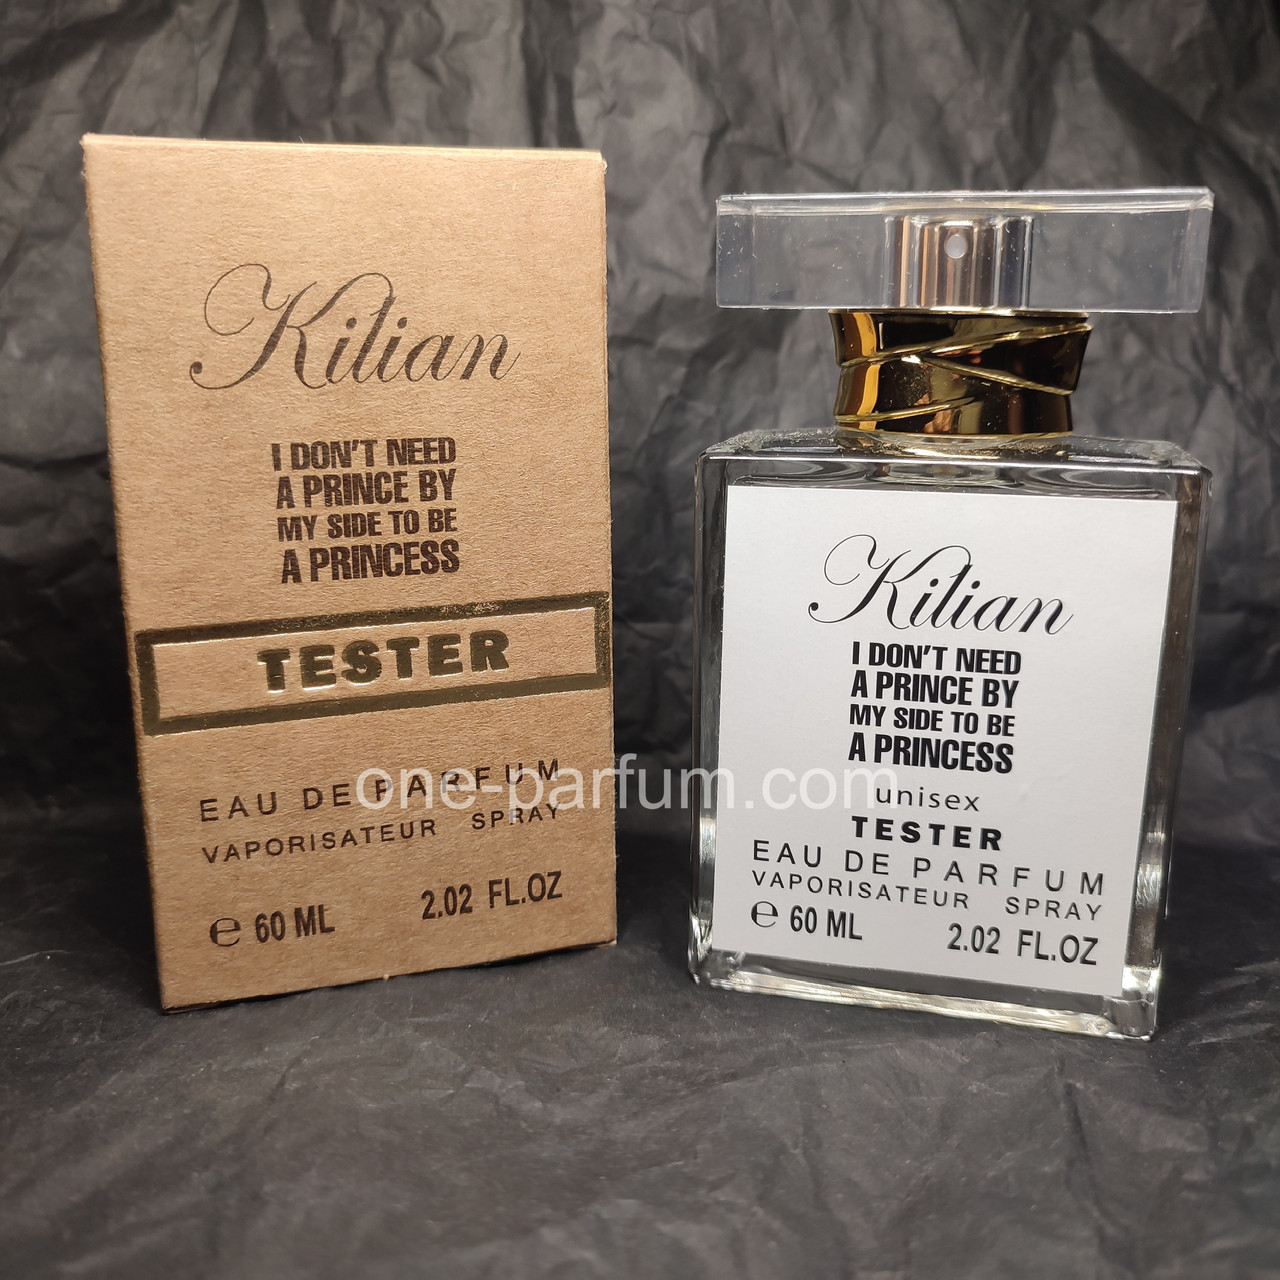 Kilian
I DON'T NEED
A PRINCE BY
MY SIDE TO BE
A PRINCESS
TESTER
EAU DE PARFUM
VAPORISATEUR SPRAY
℮ 60 ML 2.02 FL.OZ
Kilian
I DON'T NEED
A PRINCE BY
MY SIDE TO BE
A PRINCESS
unisex
TESTER
EAU DE PARFUM
VAPORISATEUR SPRAY
℮ 60 ML 2.02 FL.OZ
one-parfum.com